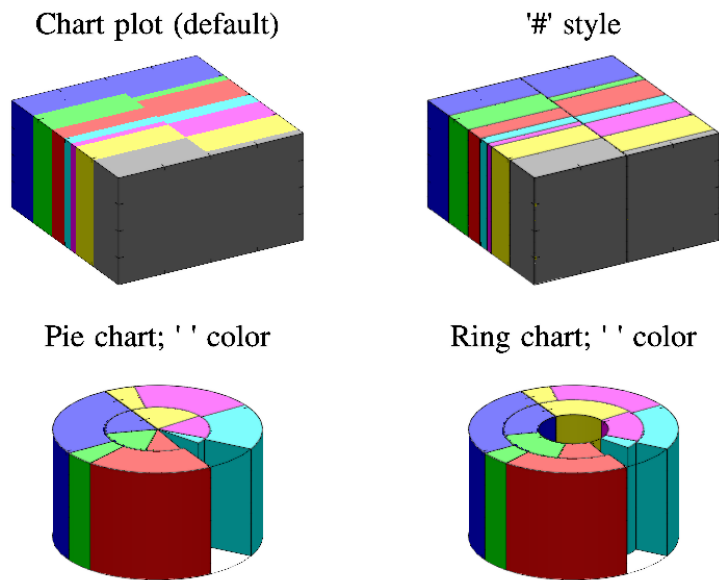 Chart plot (default)
'#' style
Pie chart; ' ' color
Ring chart; ' ' color